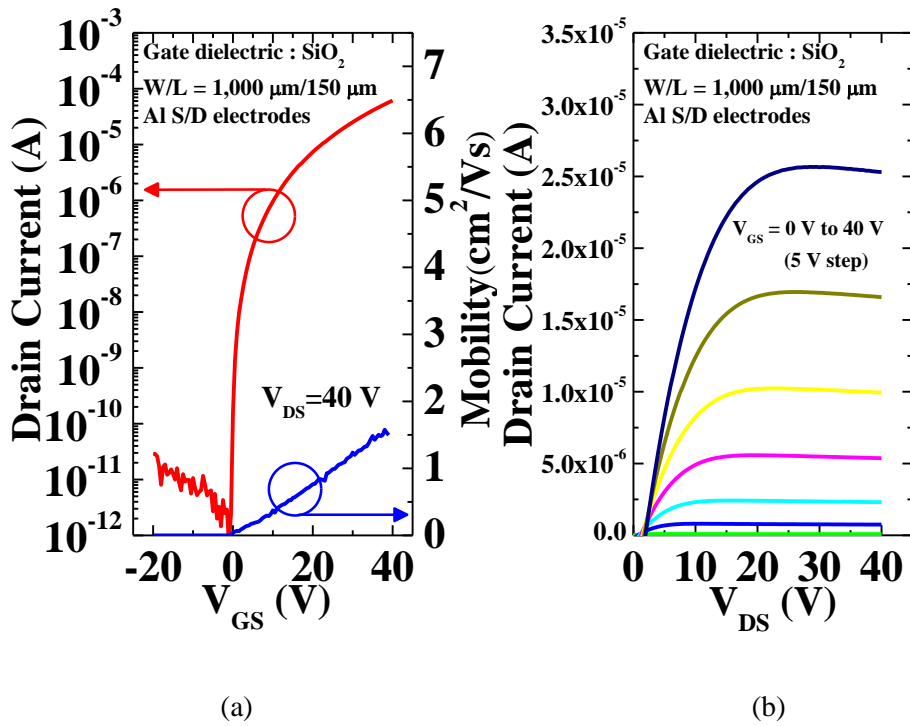 10⁻³
10⁻⁴
10⁻⁵
10⁻⁶
10⁻⁷
10⁻⁸
10⁻⁹
10⁻¹⁰
10⁻¹¹
10⁻¹²
Drain Current (A)
Gate dielectric : SiO₂
W/L = 1,000 μm/150 μm
Al S/D electrodes
V_DS=40 V
-20 0 20 40
V_GS (V)
7
6
5
4
3
2
1
0
Mobility(cm²/Vs)
(a)
3.5x10⁻⁵
3.0x10⁻⁵
2.5x10⁻⁵
2.0x10⁻⁵
1.5x10⁻⁵
1.0x10⁻⁵
5.0x10⁻⁶
0.0
Drain Current (A)
Gate dielectric : SiO₂
W/L = 1,000 μm/150 μm
Al S/D electrodes
V_GS = 0 V to 40 V
(5 V step)
0 10 20 30 40
V_DS (V)
(b)